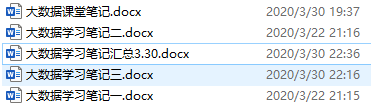 大数据课堂笔记.docx 2020/3/30 19:37
大数据学习笔记二.docx 2020/3/22 21:16
大数据学习笔记汇总3.30.docx 2020/3/30 22:36
大数据学习笔记三.docx 2020/3/30 22:16
大数据学习笔记一.docx 2020/3/22 21:15